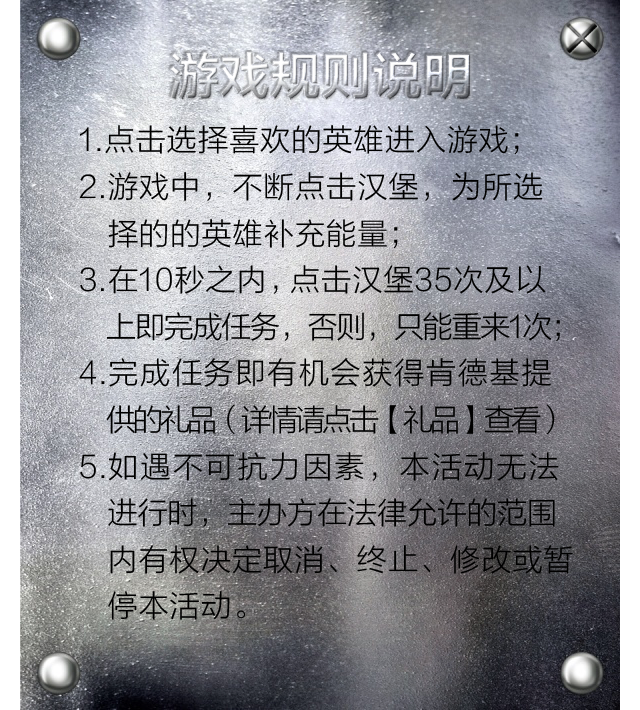 游戏规则说明
1.点击选择喜欢的英雄进入游戏；
2.游戏中，不断点击汉堡，为所选
择的的英雄补充能量；
3.在10秒之内，点击汉堡35次及以
上即完成任务，否则，只能重来1次；
4.完成任务即有机会获得肯德基提
供的礼品（详情请点击【礼品】查看）
5.如遇不可抗力因素，本活动无法
进行时，主办方在法律允许的范围
内有权决定取消、终止、修改或暂
停本活动。